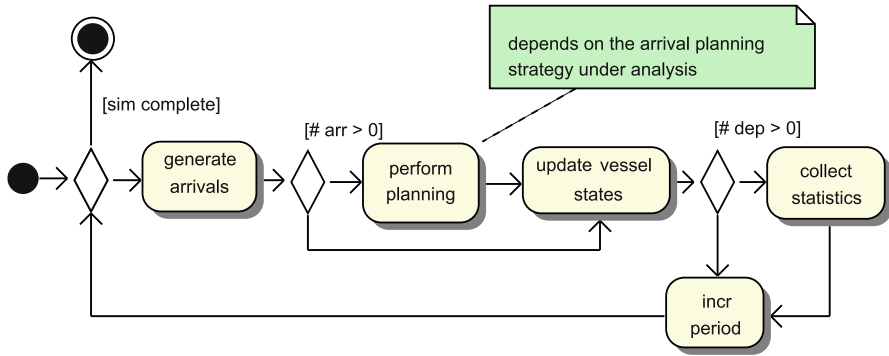 depends on the arrival planning
strategy under analysis
[sim complete]
[# arr > 0]
[# dep > 0]
generate
arrivals
perform
planning
update vessel
states
collect
statistics
incr
period